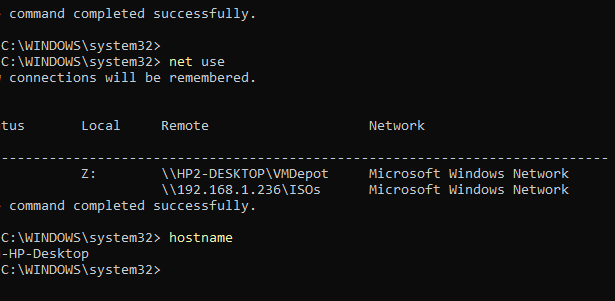 command completed successfully.
C:\WINDOWS\system32>
C:\WINDOWS\system32> net use
connections will be remembered.
tus Local Remote Network
-------------------------------------------------------------------------------
Z: \\HP2-DESKTOP\VMDepot Microsoft Windows Network
\\192.168.1.236\ISOs Microsoft Windows Network
command completed successfully.
C:\WINDOWS\system32> hostname
-HP-Desktop
C:\WINDOWS\system32>